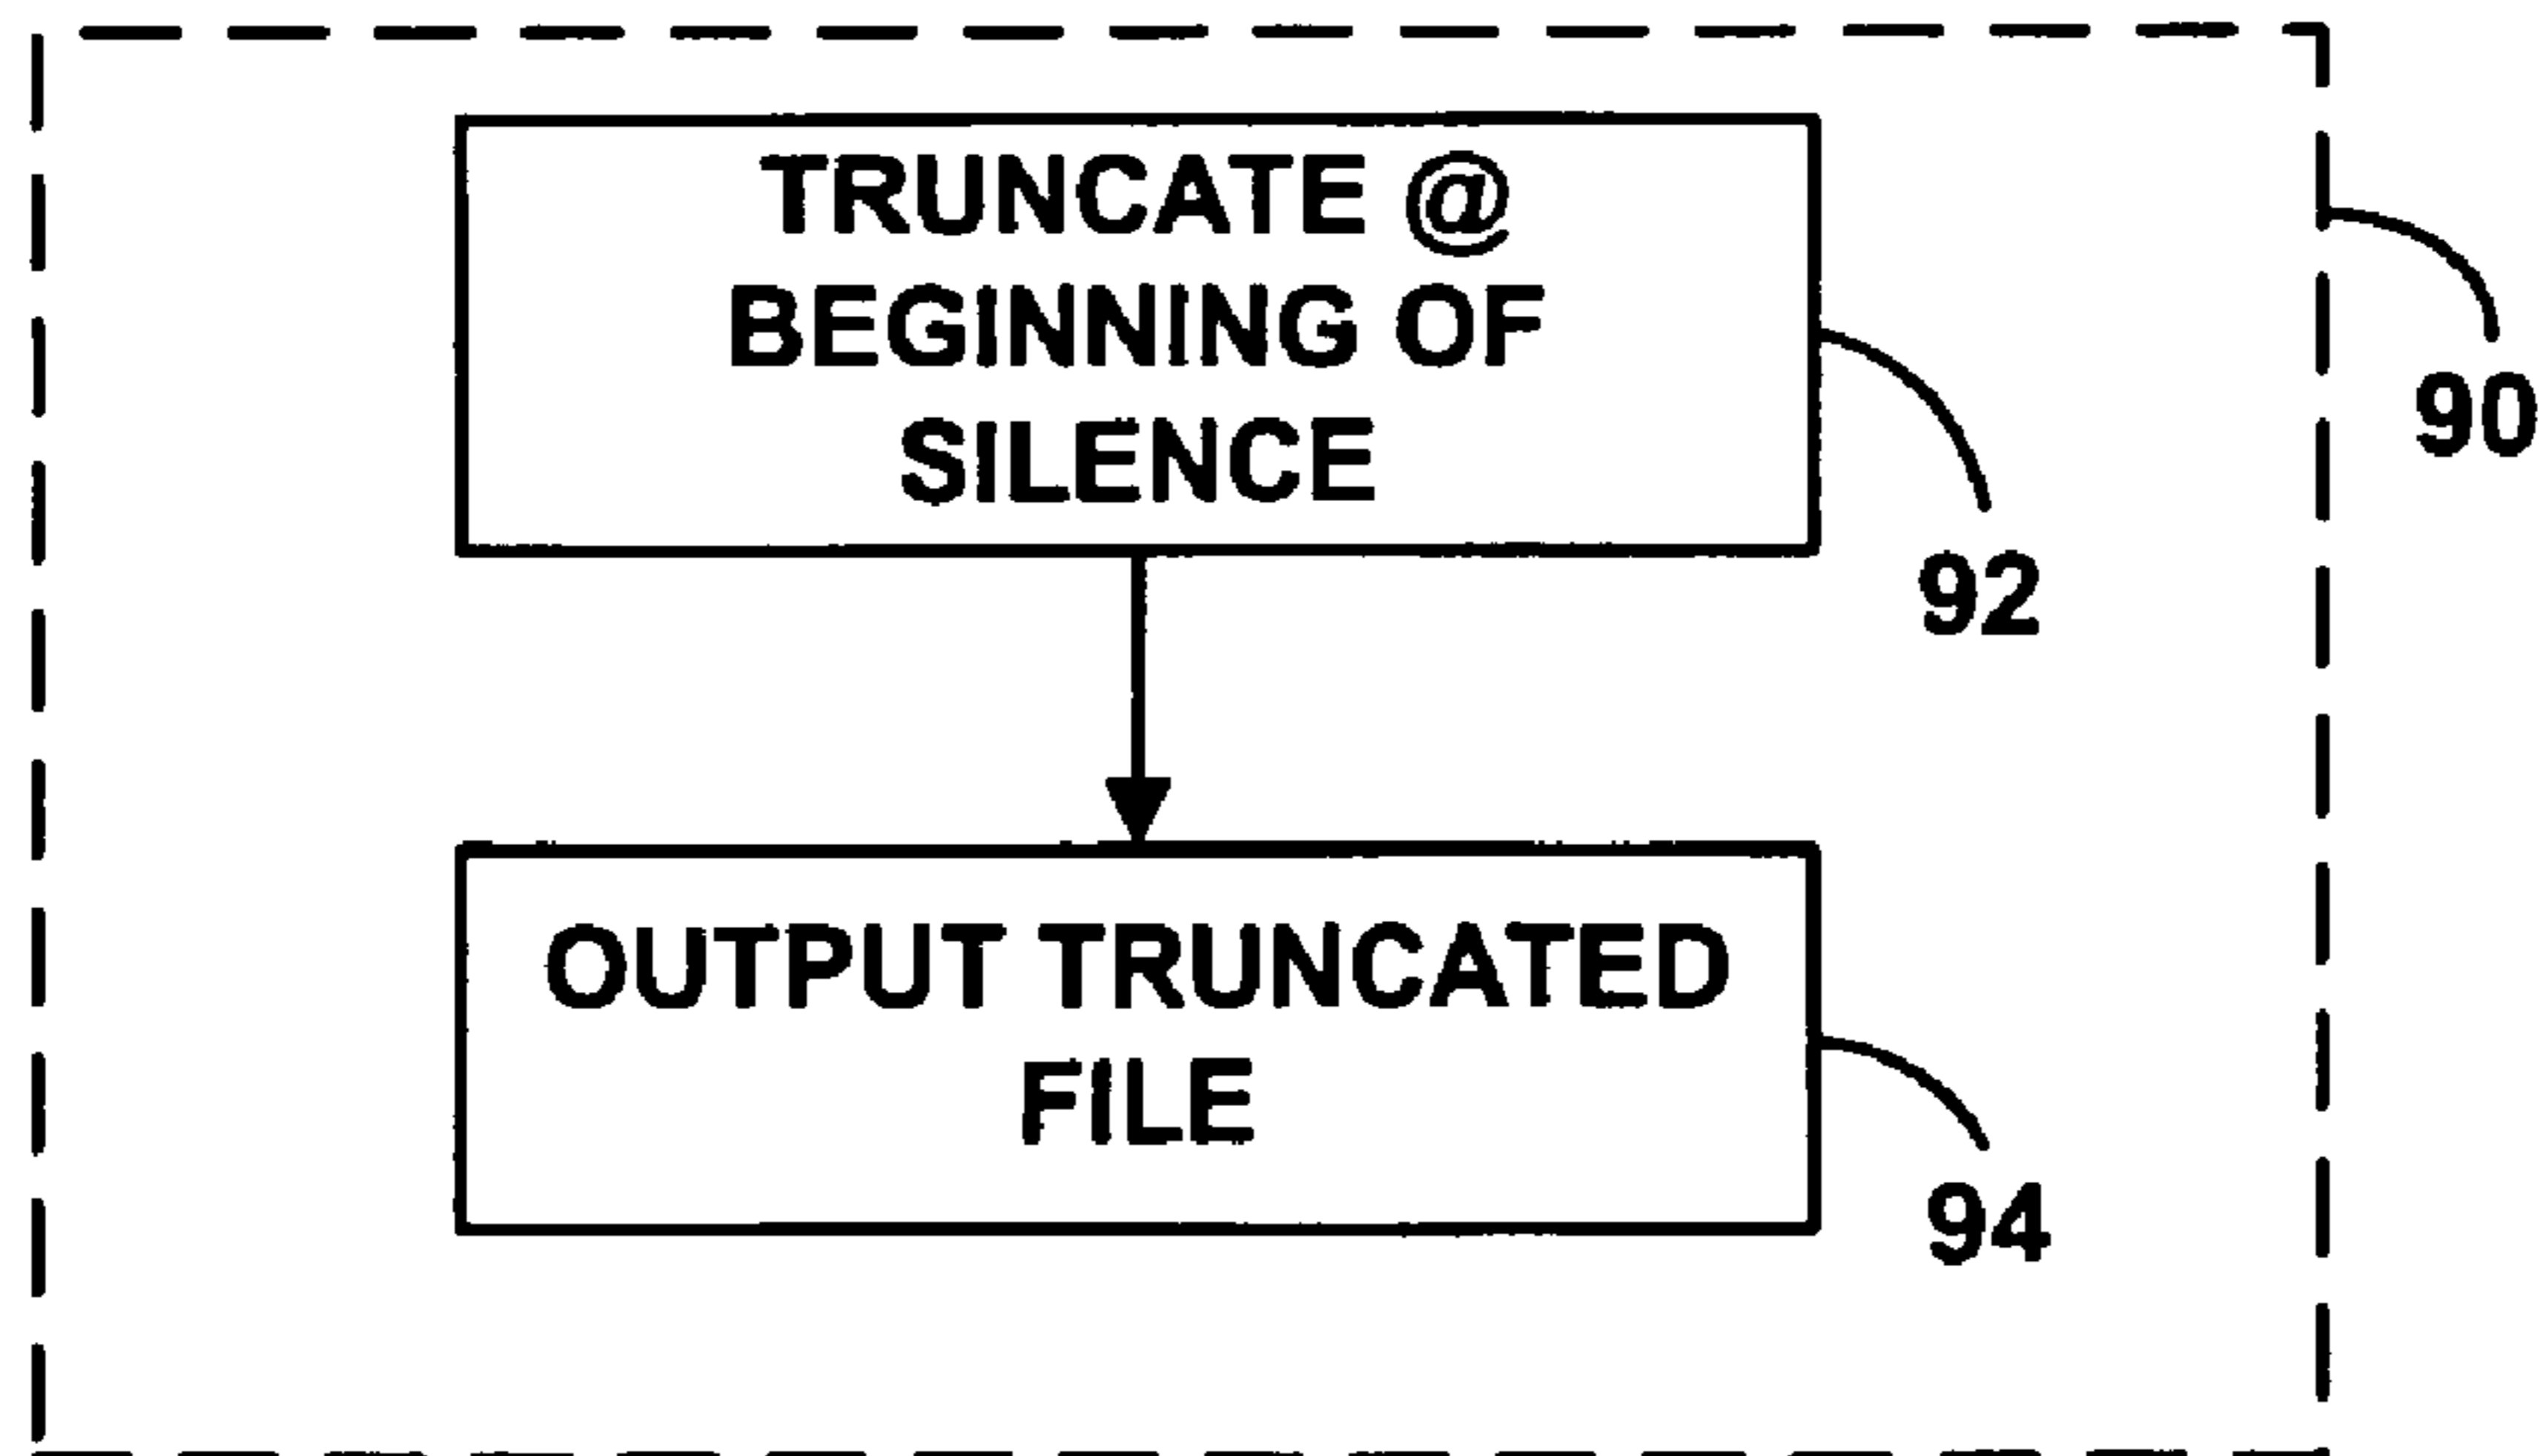 TRUNCATE @
BEGINNING OF
SILENCE
90
92
OUTPUT TRUNCATED
FILE
94